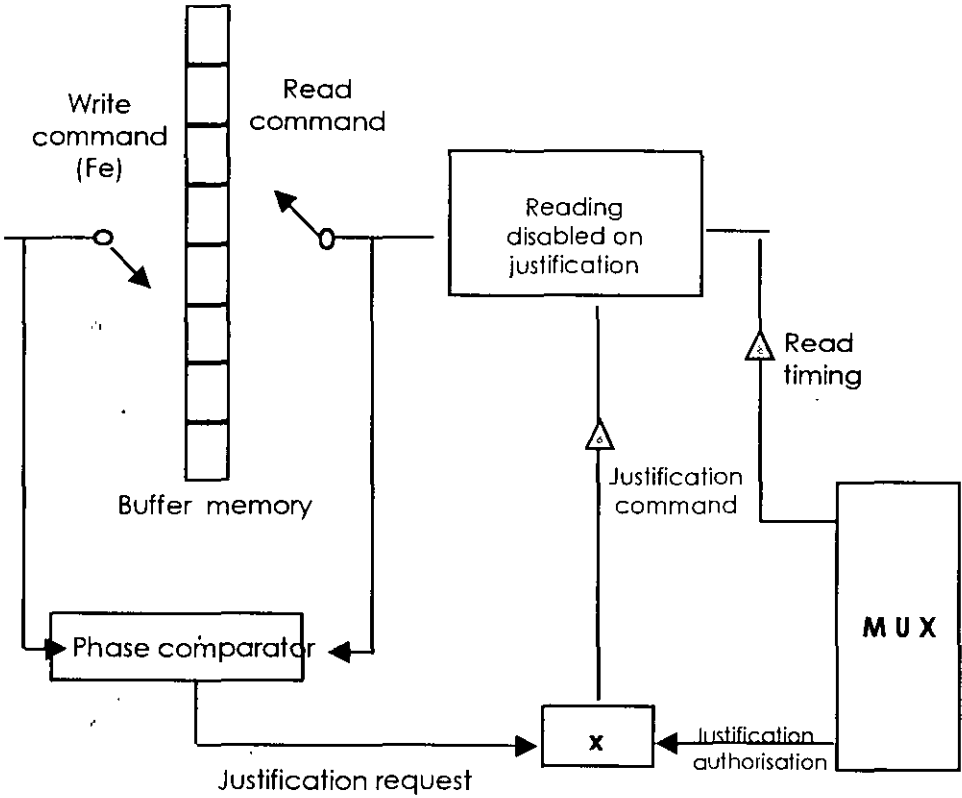 Write
command
(Fe)
Read
command
Reading
disabled on
justification
Read
timing
Buffer memory
Justification
command
MUX
Phase comparator
x
Justification
authorisation
Justification request